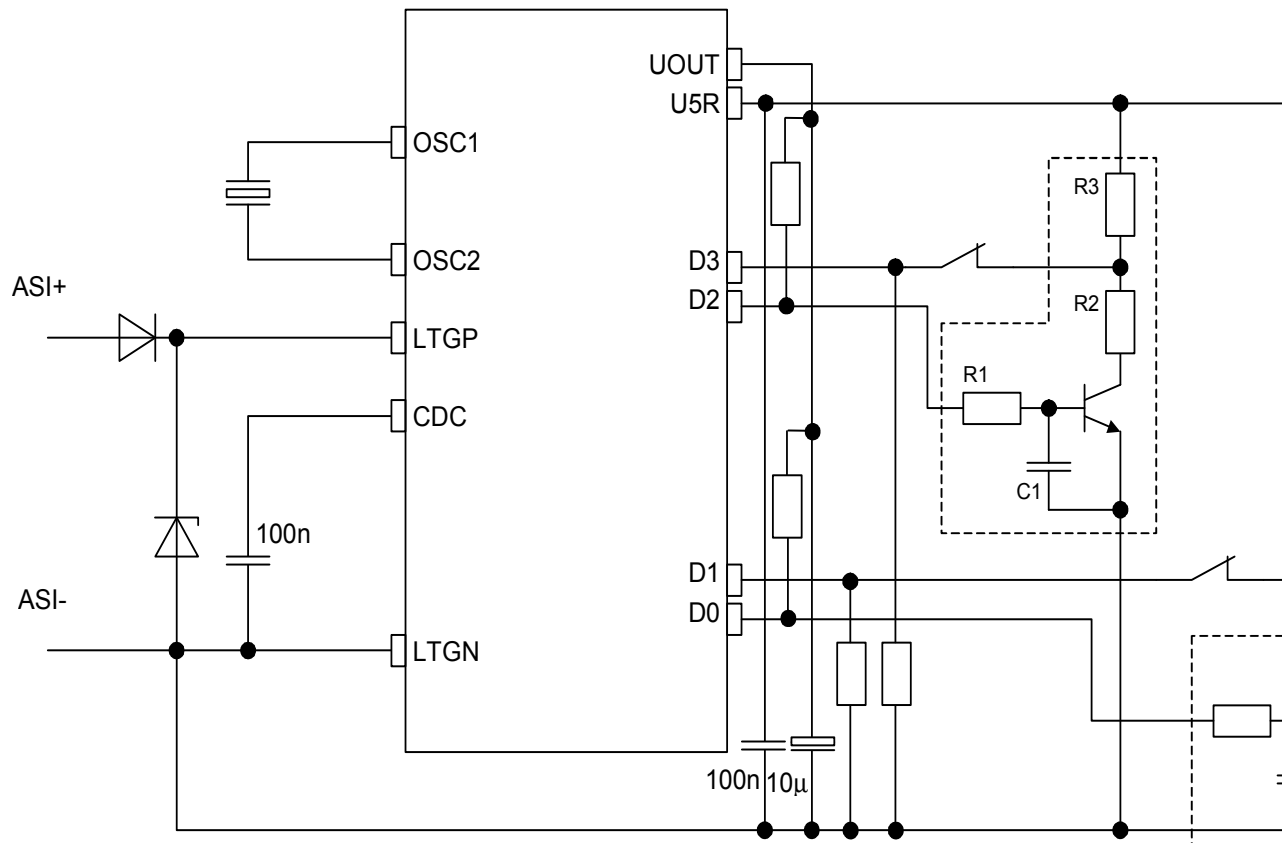 UOUT
U5R
OSC1
R3
D3
OSC2
ASI+
D2
R2
LTGP
R1
CDC
C1
100n
D1
ASI-
D0
LTGN
100n 10μ